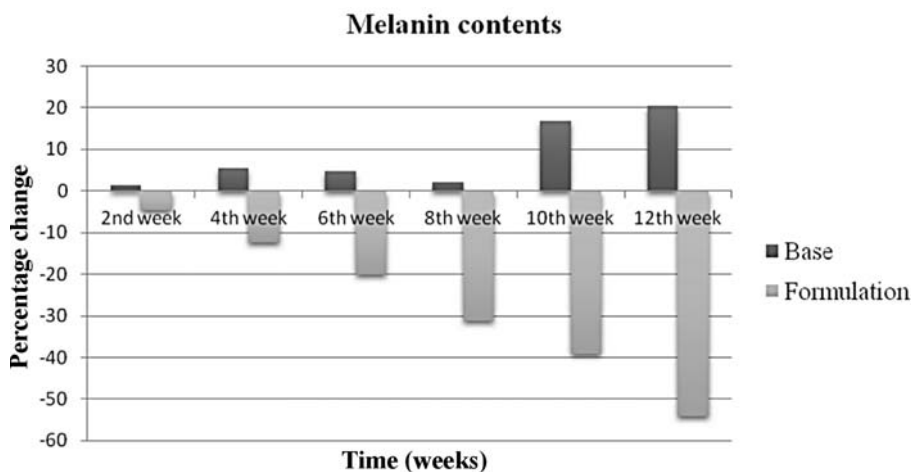 Melanin contents
30
20
10
0
-10
-20
-30
-40
-50
-60
Percentage change
2nd week 4th week 6th week 8th week 10th week 12th week
Base
Formulation
Time (weeks)